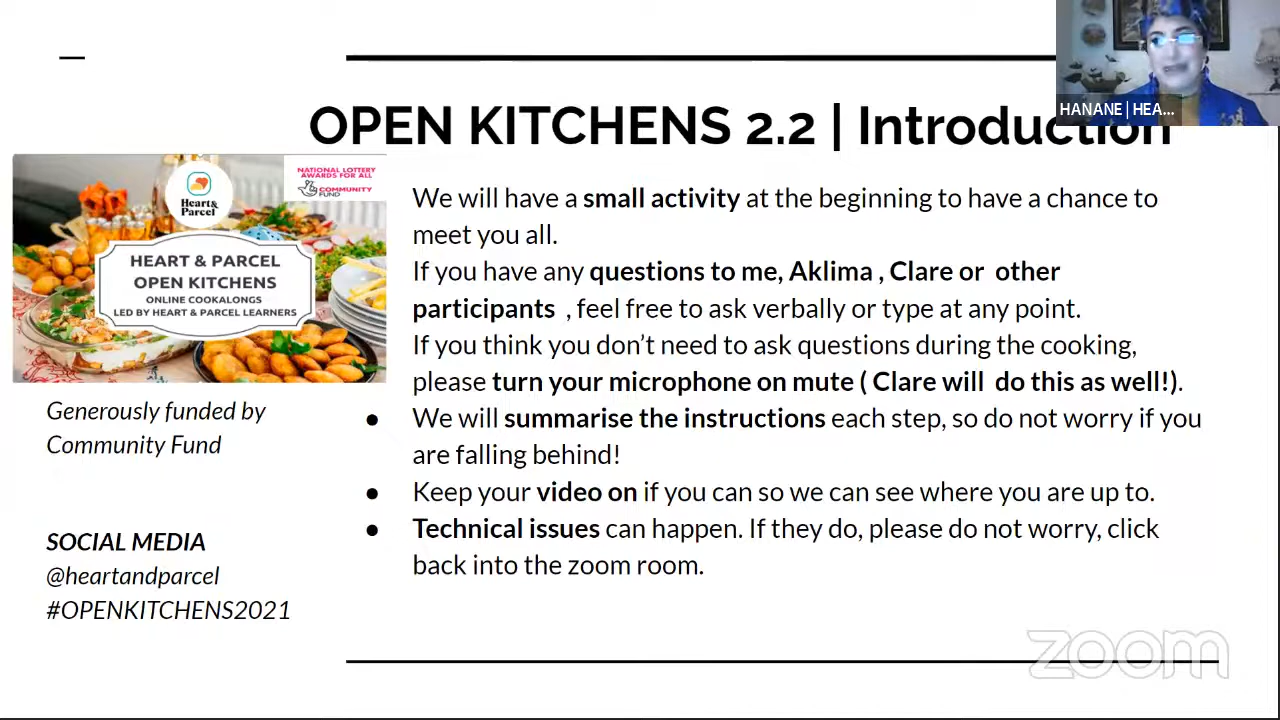 HANANE | HEA...
OPEN KITCHENS 2.2 | Introduction
NATIONAL LOTTERY
AWARDS FOR ALL
COMMUNITY
FUND
Heart&
Parcel
HEART & PARCEL
OPEN KITCHENS
ONLINE COOKALONGS
LED BY HEART & PARCEL LEARNERS
Generously funded by
Community Fund
SOCIAL MEDIA
@heartandparcel
#OPENKITCHENS2021
We will have a small activity at the beginning to have a chance to
meet you all.
If you have any questions to me, Aklima , Clare or other
participants , feel free to ask verbally or type at any point.
If you think you don’t need to ask questions during the cooking,
please turn your microphone on mute ( Clare will do this as well!).
● We will summarise the instructions each step, so do not worry if you
are falling behind!
● Keep your video on if you can so we can see where you are up to.
● Technical issues can happen. If they do, please do not worry, click
back into the zoom room.
zoom